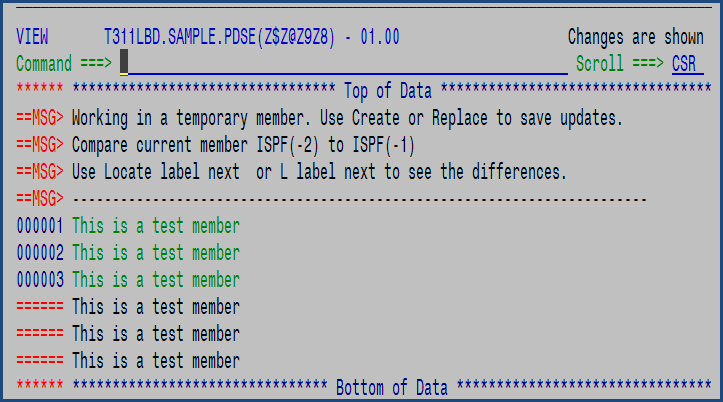 VIEW T311LBD.SAMPLE.PDSE(Z$Z@Z9Z8) - 01.00 Changes are shown
Command ===> Scroll ===> CSR
****** ********************************* Top of Data **********************************
==MSG> Working in a temporary member. Use Create or Replace to save updates.
==MSG> Compare current member ISPF(-2) to ISPF(-1)
==MSG> Use Locate label next  or L label next to see the differences.
==MSG> ------------------------------------------------------------------------
000001 This is a test member
000002 This is a test member
000003 This is a test member
====== This is a test member
====== This is a test member
====== This is a test member
****** ******************************** Bottom of Data ********************************